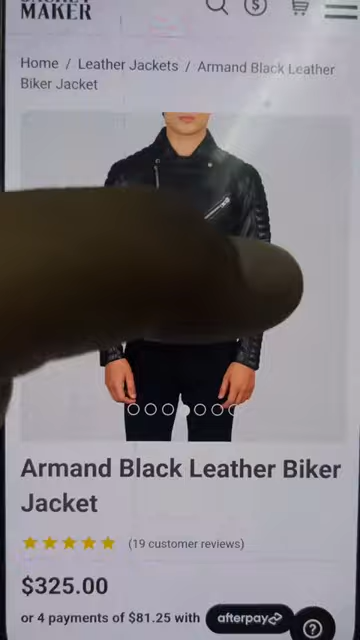 MAKER
Home / Leather Jackets / Armand Black Leather
Biker Jacket
Armand Black Leather Biker
Jacket
(19 customer reviews)
$325.00
or 4 payments of $81.25 with afterpay